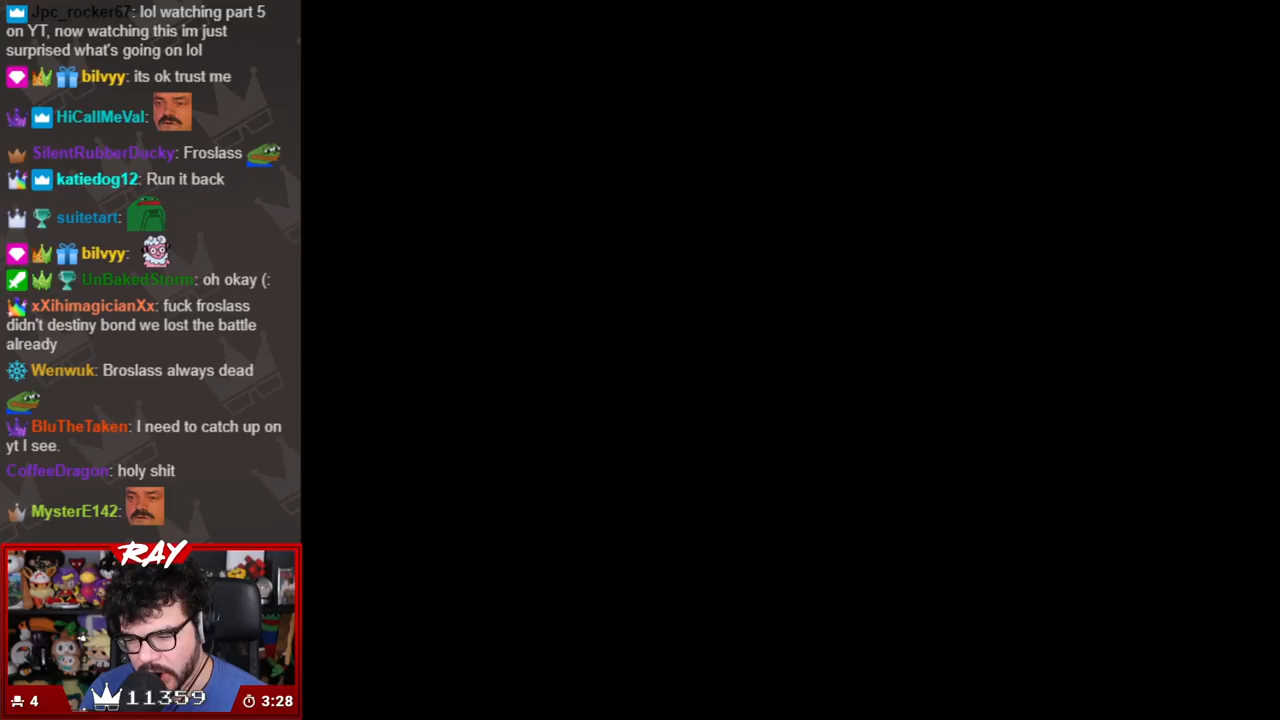 Jpc_rocker67: lol watching part 5
on YT, now watching this im just
surprised what's going on lol
bilvyy: its ok trust me
HiCallMeVal:
SilentRubberDucky: Froslass
katiedog12: Run it back
suitetart:
bilvyy:
UnBakedStorm: oh okay (:
xXihimagicianXx: fuck froslass
didn't destiny bond we lost the battle
already
Wenwuk: Broslass always dead
BluTheTaken: I need to catch up on
yt I see.
CoffeeDragon: holy shit
MysterE142:
RAY
4
11359
3:28